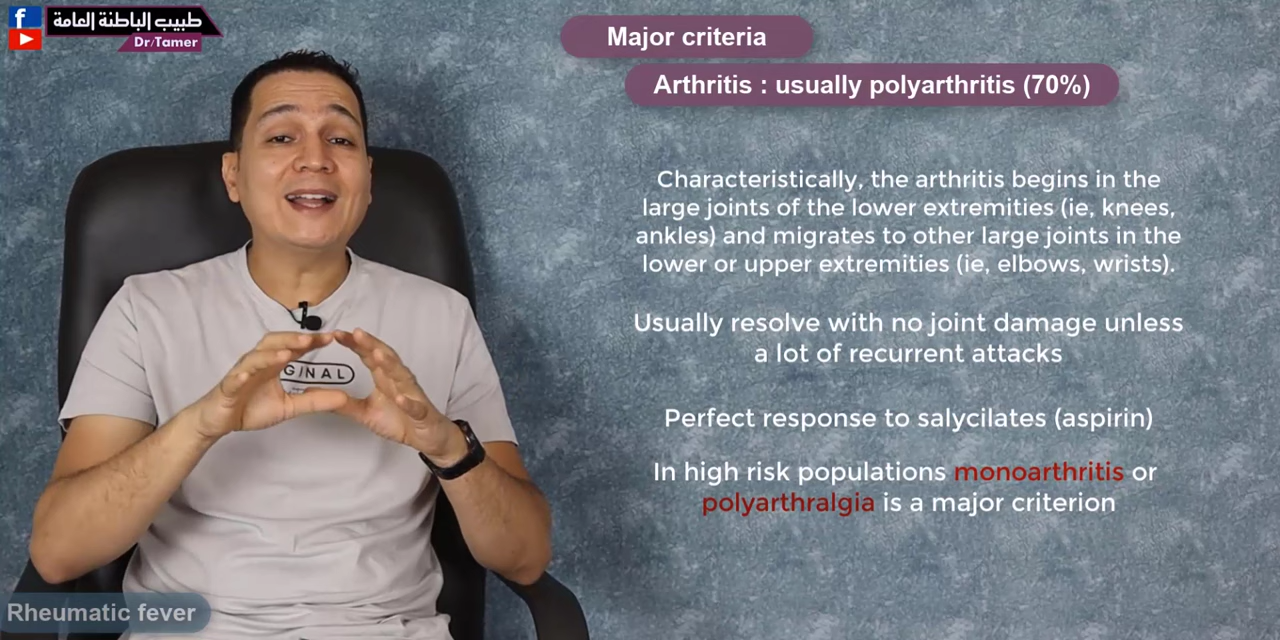 طبيب الباطنة العامة
Dr/Tamer
Major criteria
Arthritis : usually polyarthritis (70%)
Characteristically, the arthritis begins in the
large joints of the lower extremities (ie, knees,
ankles) and migrates to other large joints in the
lower or upper extremities (ie, elbows, wrists).
Usually resolve with no joint damage unless
a lot of recurrent attacks
Perfect response to salycilates (aspirin)
In high risk populations monoarthritis or
polyarthralgia is a major criterion
GINAL
Rheumatic fever